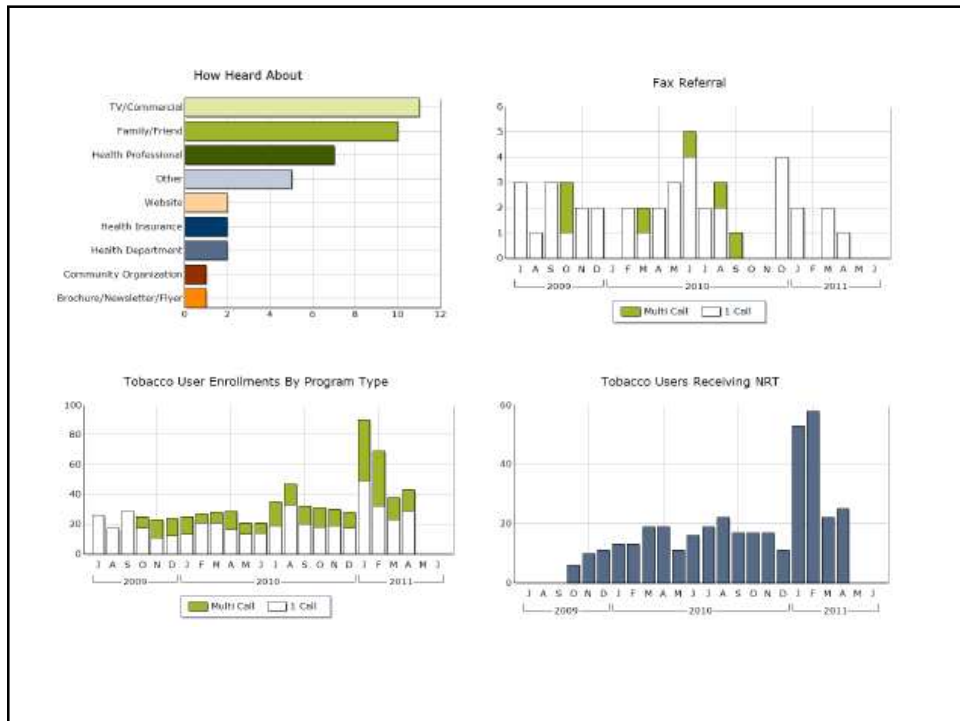 How Heard About
TV/Commercial
Family/Friend
Health Professional
Other
Website
Health Insurance
Health Department
Community Organization
Brochure/Newsletter/Flyer
0 2 4 6 8 10 12
Fax Referral
6
5
4
3
2
1
0
J A S O N D J F M A M J J A S O N D J F M A M J
2009 2010 2011
Multi Call 1 Call
Tobacco User Enrollments By Program Type
100
80
60
40
20
0
J A S O N D J F M A M J J A S O N D J F M A M J
2009 2010 2011
Multi Call 1 Call
Tobacco Users Receiving NRT
60
40
20
0
J A S O N D J F M A M J J A S O N D J F M A M J
2009 2010 2011